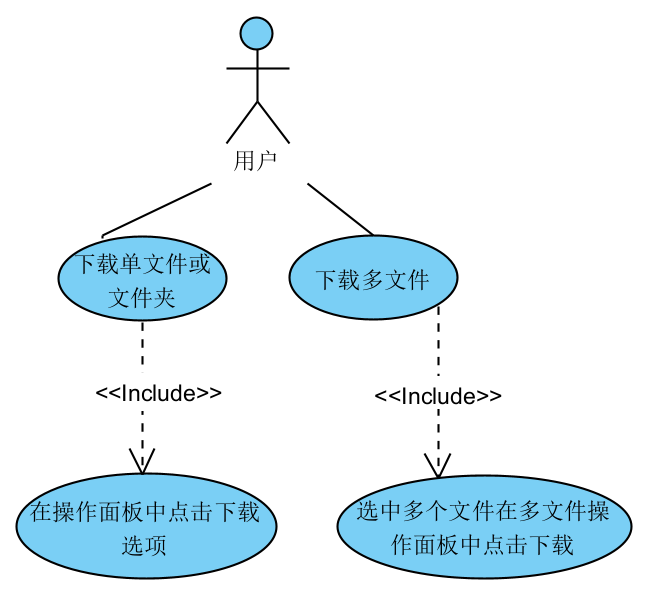 用户
下载单文件或
文件夹
下载多文件
<<Include>>
<<Include>>
在操作面板中点击下载
选项
选中多个文件在多文件操
作面板中点击下载